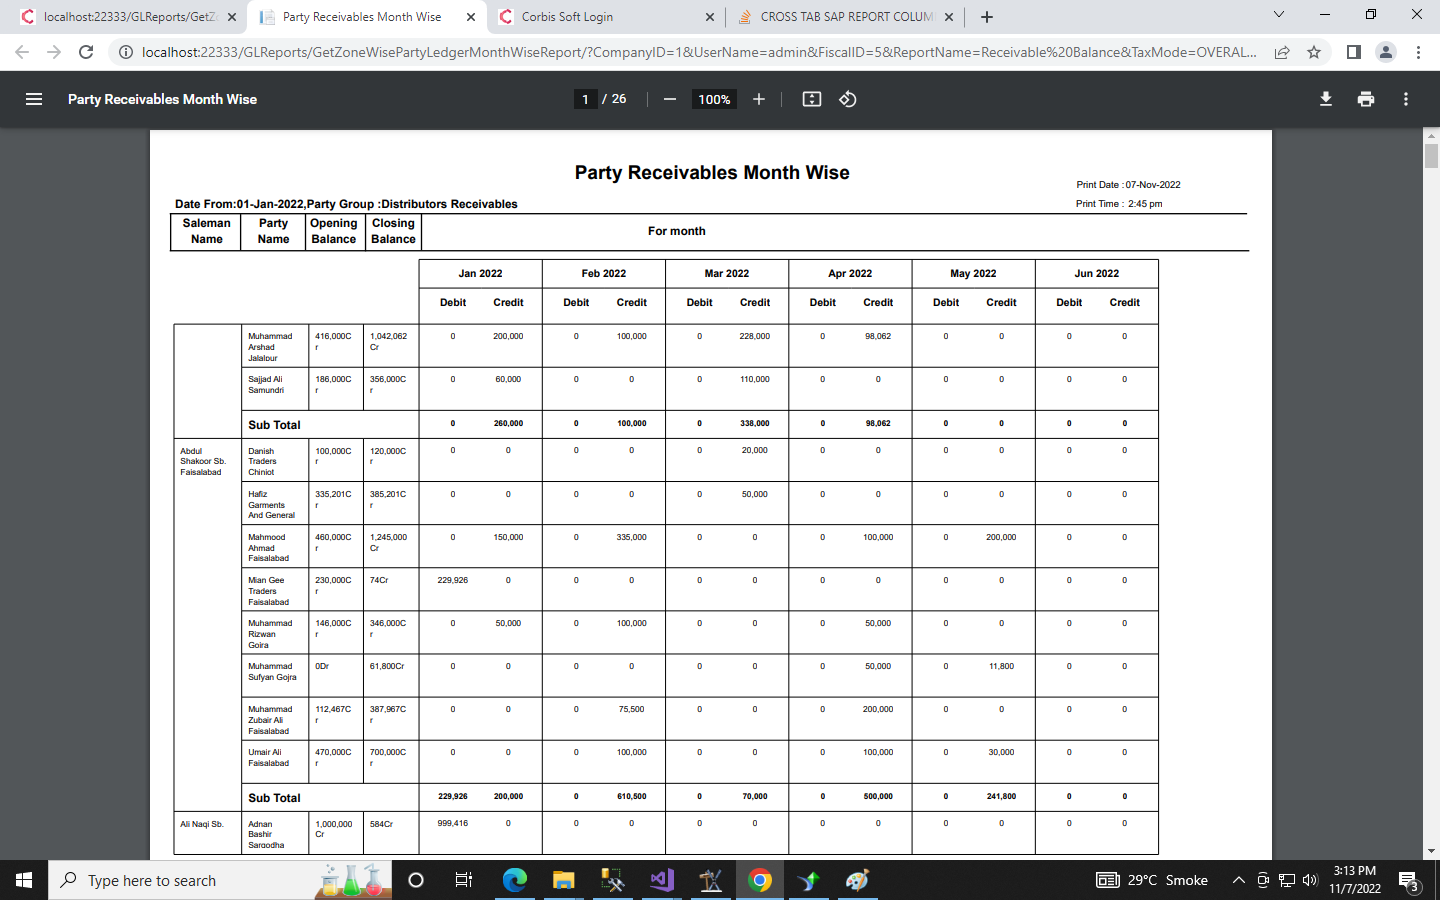 localhost:22333/GLReports/GetZ
Party Receivables Month Wise
Corbis Soft Login
CROSS TAB SAP REPORT COLUM
localhost:22333/GLReports/GetZoneWisePartyLedgerMonthWiseReport/?CompanyID=1&UserName=admin&FiscalID=5&ReportName=Receivable%20Balance&TaxMode=OVERAL...
Party Receivables Month Wise
1 / 26
100%
Party Receivables Month Wise
Print Date :07-Nov-2022
Date From:01-Jan-2022,Party Group :Distributors Receivables
Print Time : 2:45 pm
Saleman Party Opening Closing
For month
Name Name Balance Balance
Jan 2022 Feb 2022 Mar 2022 Apr 2022 May 2022 Jun 2022
Debit Credit Debit Credit Debit Credit Debit Credit Debit Credit Debit Credit
Muhammad 416,000C 1,042,062 0 200,000 0 100,000 0 228,000 0 98,062 0 0 0 0
Arshad r Cr
Jalalpur
Sajjad Ali 186,000C 356,000C 0 60,000 0 0 0 110,000 0 0 0 0 0 0
Samundri r r
Sub Total 0 260,000 0 100,000 0 338,000 0 98,062 0 0 0 0
Abdul Danish 100,000C 120,000C 0 0 0 0 0 20,000 0 0 0 0 0 0
Shakoor Sb. Traders r r
Faisalabad Chiniot
Hafiz 335,201C 385,201C 0 0 0 0 0 50,000 0 0 0 0 0 0
Garments r r
And General
Mahmood 460,000C 1,245,000 0 150,000 0 335,000 0 0 0 100,000 0 200,000 0 0
Ahmad r Cr
Faisalabad
Mian Gee 230,000C 74Cr 229,926 0 0 0 0 0 0 0 0 0 0 0
Traders r
Faisalabad
Muhammad 146,000C 346,000C 0 50,000 0 100,000 0 0 0 50,000 0 0 0 0
Rizwan r r
Gojra
Muhammad 0Dr 61,800Cr 0 0 0 0 0 0 0 50,000 0 11,800 0 0
Sufyan Gojra
Muhammad 112,467C 387,967C 0 0 0 75,500 0 0 0 200,000 0 0 0 0
Zubair Ali r r
Faisalabad
Umair Ali 470,000C 700,000C 0 0 0 100,000 0 0 0 100,000 0 30,000 0 0
Faisalabad r r
Sub Total 229,926 200,000 0 610,500 0 70,000 0 500,000 0 241,800 0 0
Ali Naqi Sb. Adnan 1,000,000 584Cr 999,416 0 0 0 0 0 0 0 0 0 0 0
Bashir Cr
Sargodha
Type here to search
29°C Smoke
3:13 PM
11/7/2022
3